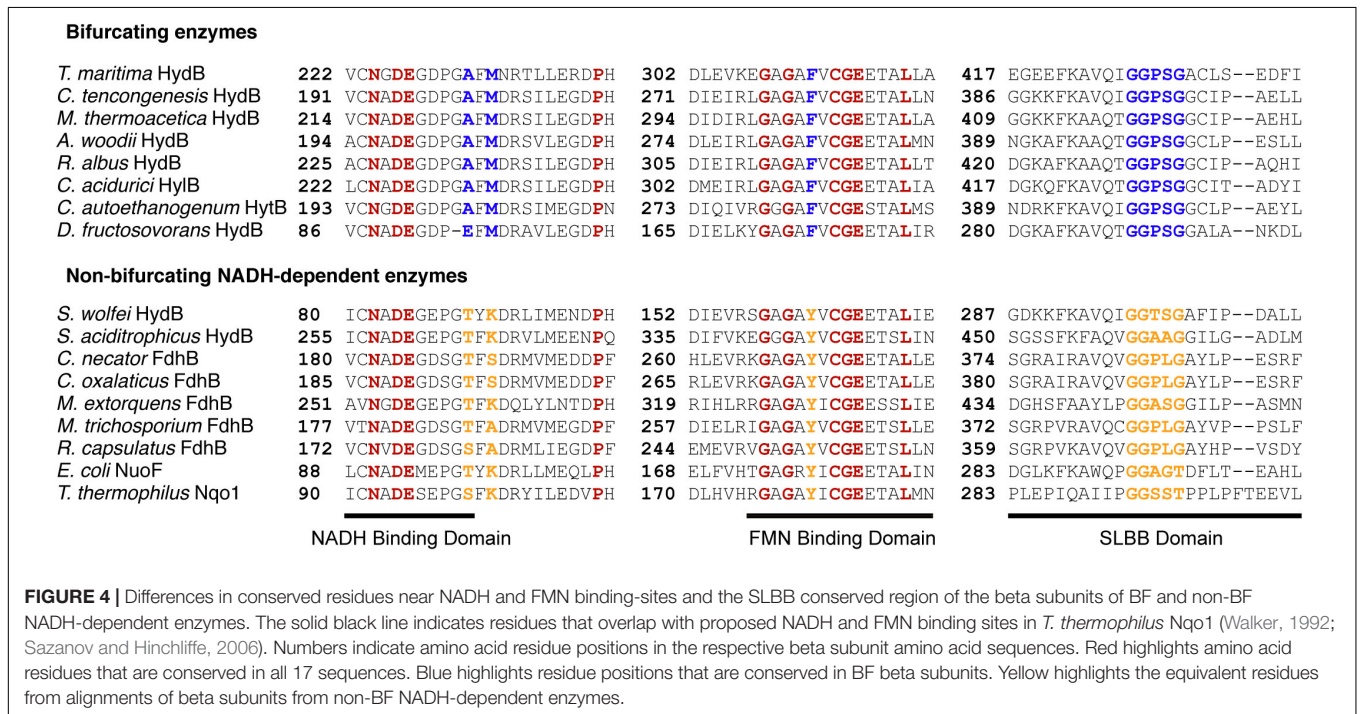 Bifurcating enzymes
T. maritima HydB 222 VCNGDEGDPGAFMNRTLLERDPH 302 DLEVKEGAGAFVCGEETALLA 417 EGEEFKAVQIGGPSGACLS--EDFI
C. tencongenesis HydB 191 VCNADEGDPGAFMDRSILEGDPH 271 DIEIRLGAGAFVCGEETALLN 386 GGKKFKAVQTGGPSGGCIP--AELL
M. thermoacetica HydB 214 VCNADEGDPGAFMDRSILEGDPH 294 DIDIRLGAGAFVCGEETALLA 409 GGKKFKAVQTGGPSGGCIP--AEHL
A. woodii HydB 194 ACNADEGDPGAFMDRSVLEGDPH 274 DLEIRLGAGAFVCGEETALMN 389 NGKAFKAAQTGGPSGGCLP--ESLL
R. albus HydB 225 ACNADEGDPGAFMDRSILEGDPH 305 DIEIRLGAGAFVCGEETALLT 420 DGKAFKAAQTGGPSGGCIP--AQHI
C. acidurici HylB 222 LCNADEGDPGAFMDRSILEGDPH 302 DMEIRLGAGAFVCGEETALIA 417 DGKQFKAVQTGGPSGGCIT--ADYI
C. autoethanogenum HytB 193 VCNGDEGDPGAFMDRSIMEGDPN 273 DIQIVRGGGAFVCGESTALMS 389 NDRKFKAVQTGGPSGGCLP--AEYL
D. fructosovorans HydB 86 VCNADEGDP-EFMDRAVLEGDPH 165 DIELKYGAGAFVCGEETALIR 280 DGKAFKAVQTGGPSGGALA--NKDL
Non-bifurcating NADH-dependent enzymes
S. wolfei HydB 80 ICNADEGEPGTYKDRLIMENDPH 152 DIEVRSGAGAYVCGEETALIE 287 GDKKFKAVQIGGTSGAFIP--DALL
S. aciditrophicus HydB 255 ICNADEGEPGTFKDRVLMEENPQ 335 DIFVKEGGGAYVCGEETSLIN 450 SGSSFKFAQVGGAAGGILG--ADLM
C. necator FdhB 180 VCNADEGDSGTFSDRMVMEDDPF 260 HLEVRKGAGAYVCGEETALLE 374 SGRAIRAVQVGGPLGAYLP--ESRF
C. oxalaticus FdhB 185 VCNADEGDSGTFSDRMVMEDDPF 265 RLEVRKGAGAYVCGEETALLE 380 SGRAIRAVQVGGPLGAYLP--ESRF
M. extorquens FdhB 251 AVNGDEGEPGTFKDQLYLNTDPH 319 RIHLRRGAGAYICGEESSLIE 434 DGHSFAAYLPGGASGGILP--ASMN
M. trichosporium FdhB 177 VTNADEGDSGTFADRMVMEGDPF 257 DLELRIGAGAYVCGEETSLLE 372 SGRPVRAVQCGGPLGAYVP--PSLF
R. capsulatus FdhB 172 VCNVDEGDSGSFADRMLIEGDPF 244 EMEVRVGAGAYVCGEETSLLE 359 SGRPVKAVQVGGPLGAYHP--VSDY
E. coli NuoF 88 LCNADEMEPGTYKDRLLMEQLPH 168 ELFVHTGAGRYICGEETALIN 283 DGLKFKAWQPGGAGTDFLT--EAHL
T. thermophilus Nqo1 90 ICNADESEPGSFKDRYILEDVPH 170 DLHVHRGAGAYICGEETALMN 283 PLEPIQAIIPGGSSTPPLPFTEEVL
NADH Binding Domain FMN Binding Domain SLBB Domain
FIGURE 4 | Differences in conserved residues near NADH and FMN binding-sites and the SLBB conserved region of the beta subunits of BF and non-BF
NADH-dependent enzymes. The solid black line indicates residues that overlap with proposed NADH and FMN binding sites in T. thermophilus Nqo1 (Walker, 1992;
Sazanov and Hinchliffe, 2006). Numbers indicate amino acid residue positions in the respective beta subunit amino acid sequences. Red highlights amino acid
residues that are conserved in all 17 sequences. Blue highlights residue positions that are conserved in BF beta subunits. Yellow highlights the equivalent residues
from alignments of beta subunits from non-BF NADH-dependent enzymes.